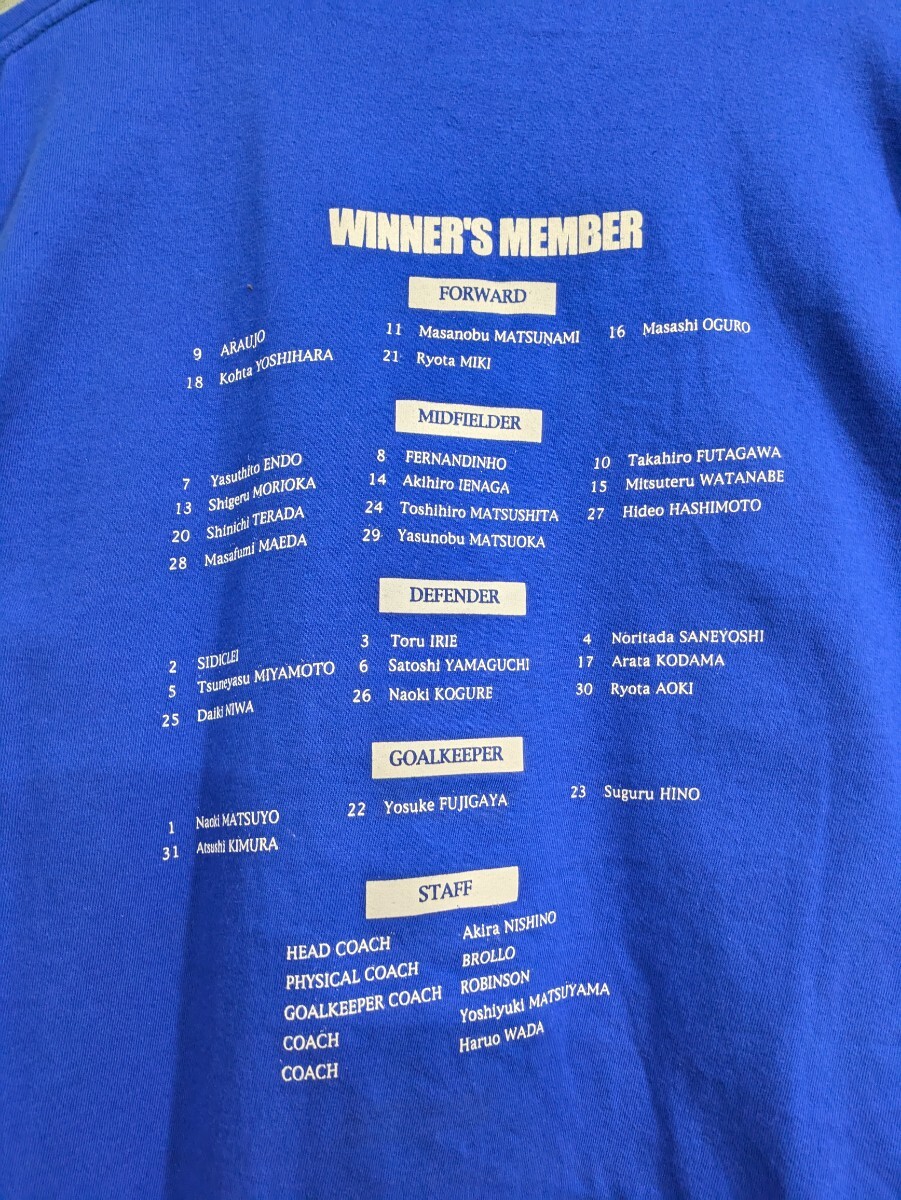 WINNER'S MEMBER
FORWARD
9 ARAUJO 11 Masanobu MATSUNAMI 16 Masashi OGURO
18 Kohta YOSHIHARA 21 Ryota MIKI
MIDFIELDER
7 Yasuthito ENDO 8 FERNANDINHO 10 Takahiro FUTAGAWA
13 Shigeru MORIOKA 14 Akihiro IENAGA 15 Mitsuteru WATANABE
20 Shinichi TERADA 24 Toshihiro MATSUSHITA 27 Hideo HASHIMOTO
28 Masafumi MAEDA 29 Yasunobu MATSUOKA
DEFENDER
2 SIDICLEI 3 Toru IRIE 4 Noritada SANEYOSHI
5 Tsuneyasu MIYAMOTO 6 Satoshi YAMAGUCHI 17 Arata KODAMA
25 Daiki NIWA 26 Naoki KOGURE 30 Ryota AOKI
GOALKEEPER
1 Naoki MATSUYO 22 Yosuke FUJIGAYA 23 Suguru HINO
31 Atsushi KIMURA
STAFF
HEAD COACH Akira NISHINO
PHYSICAL COACH BROLLO
GOALKEEPER COACH ROBINSON
COACH Yoshiyuki MATSUYAMA
COACH Haruo WADA